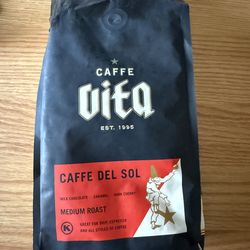 CAFFE
Vita
EST. 1995
CAFFE DEL SOL
MILK CHOCOLATE CARAMEL DARK CHERRY
MEDIUM ROAST
GREAT FOR DRIP, ESPRESSO
AND ALL STYLES OF COFFEE
K